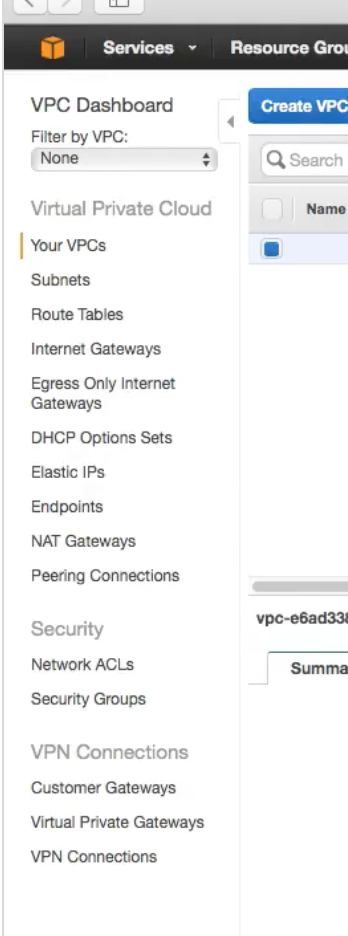 Services
Resource Grou
VPC Dashboard
Filter by VPC:
None
Virtual Private Cloud
Your VPCs
Subnets
Route Tables
Internet Gateways
Egress Only Internet
Gateways
DHCP Options Sets
Elastic IPs
Endpoints
NAT Gateways
Peering Connections
Security
Network ACLs
Security Groups
VPN Connections
Customer Gateways
Virtual Private Gateways
VPN Connections
Create VPC
Search
Name
vpc-e6ad338
Summa